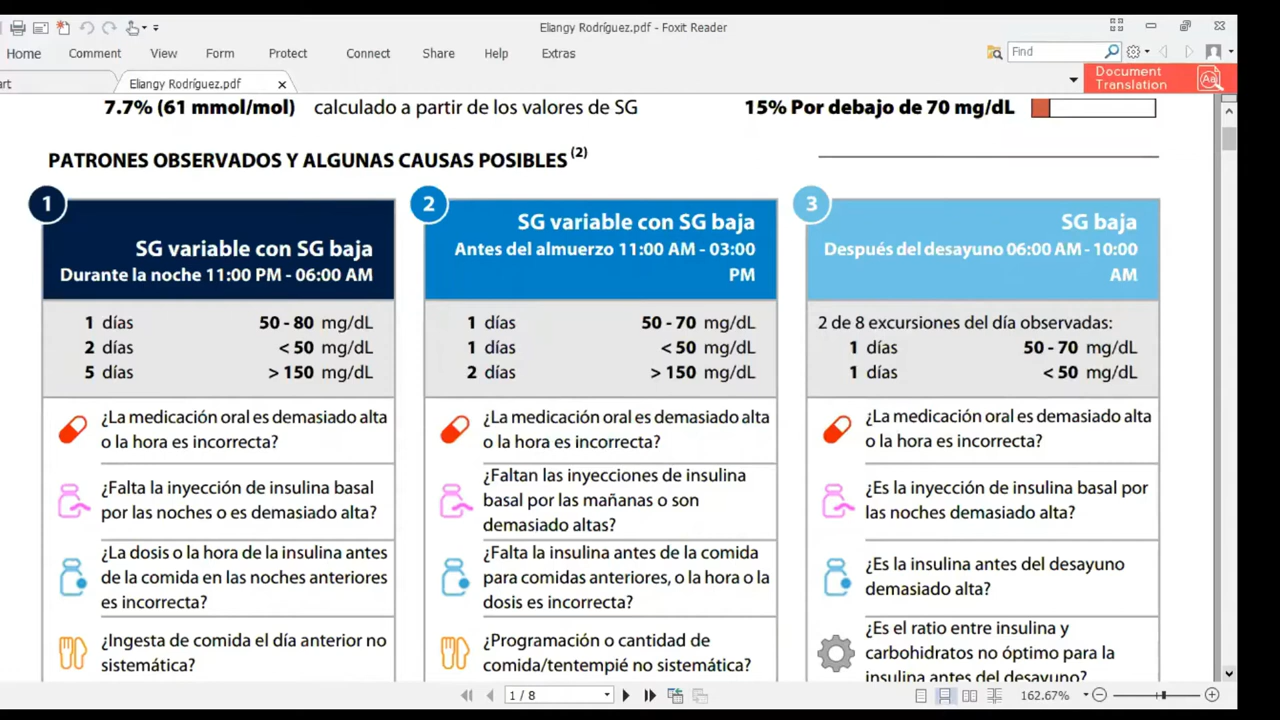 Eliangy Rodríguez.pdf - Foxit Reader
Home Comment View Form Protect Connect Share Help Extras Find
art Eliangy Rodríguez.pdf Document
Translation
7.7% (61 mmol/mol) calculado a partir de los valores de SG 15% Por debajo de 70 mg/dL
PATRONES OBSERVADOS Y ALGUNAS CAUSAS POSIBLES (2)
1
SG variable con SG baja
Durante la noche 11:00 PM - 06:00 AM
1 días 50 - 80 mg/dL
2 días < 50 mg/dL
5 días > 150 mg/dL
¿La medicación oral es demasiado alta
o la hora es incorrecta?
¿Falta la inyección de insulina basal
por las noches o es demasiado alta?
¿La dosis o la hora de la insulina antes
de la comida en las noches anteriores
es incorrecta?
¿Ingesta de comida el día anterior no
sistemática?
2
SG variable con SG baja
Antes del almuerzo 11:00 AM - 03:00
PM
1 días 50 - 70 mg/dL
1 días < 50 mg/dL
2 días > 150 mg/dL
¿La medicación oral es demasiado alta
o la hora es incorrecta?
¿Faltan las inyecciones de insulina
basal por las mañanas o son
demasiado altas?
¿Falta la insulina antes de la comida
para comidas anteriores, o la hora o la
dosis es incorrecta?
¿Programación o cantidad de
comida/tentempié no sistemática?
3
SG baja
Después del desayuno 06:00 AM - 10:00
AM
2 de 8 excursiones del día observadas:
1 días 50 - 70 mg/dL
1 días < 50 mg/dL
¿La medicación oral es demasiado alta
o la hora es incorrecta?
¿Es la inyección de insulina basal por
las noches demasiado alta?
¿Es la insulina antes del desayuno
demasiado alta?
¿Es el ratio entre insulina y
carbohidratos no óptimo para la
insulina antes del desayuno?
1 / 8 162.67%